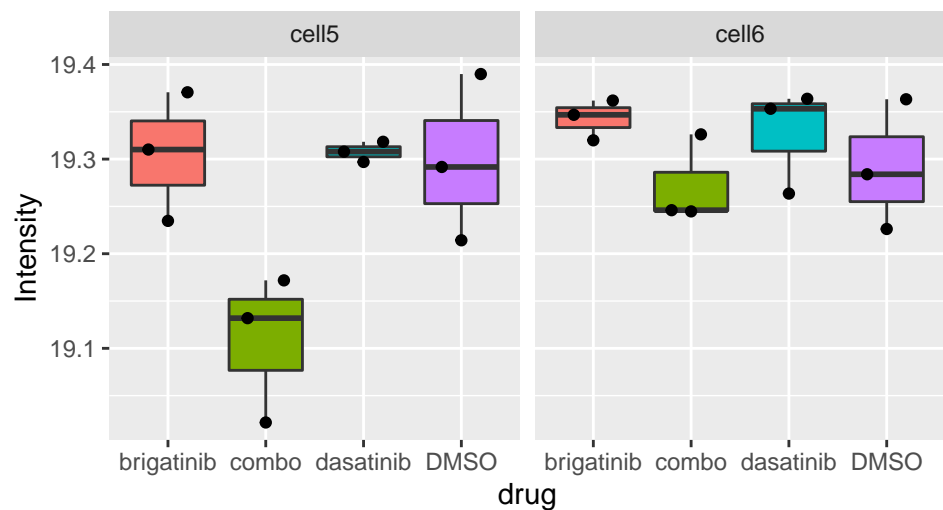 cell5 cell6
19.4
19.3
19.2
19.1
Intensity
brigatinib combo dasatinib DMSO brigatinib combo dasatinib DMSO
drug